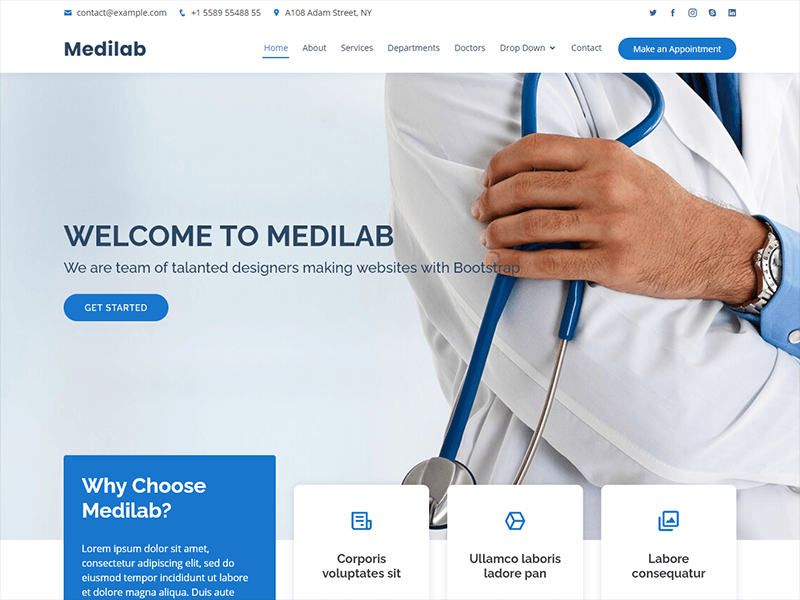 contact@example.com +1 5589 55488 55 A108 Adam Street, NY
Medilab
Home About Services Departments Doctors Drop Down Contact Make an Appointment
WELCOME TO MEDILAB
We are team of talanted designers making websites with Bootstrap
GET STARTED
Why Choose
Medilab?
Lorem ipsum dolor sit amet,
consectetur adipiscing elit, sed do
eiusmod tempor incididunt ut labore
et dolore magna aliqua. Duis aute
Corporis
voluptates sit
Ullamco laboris
ladore pan
Labore
consequatur